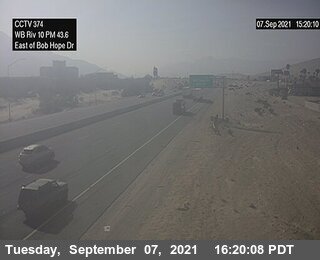 CCTV 374
WB Riv 10 PM 43.6
East of Bob Hope Dr
07.Sep 2021 15:20:10
Tuesday, September 07, 2021 16:20:08 PDT